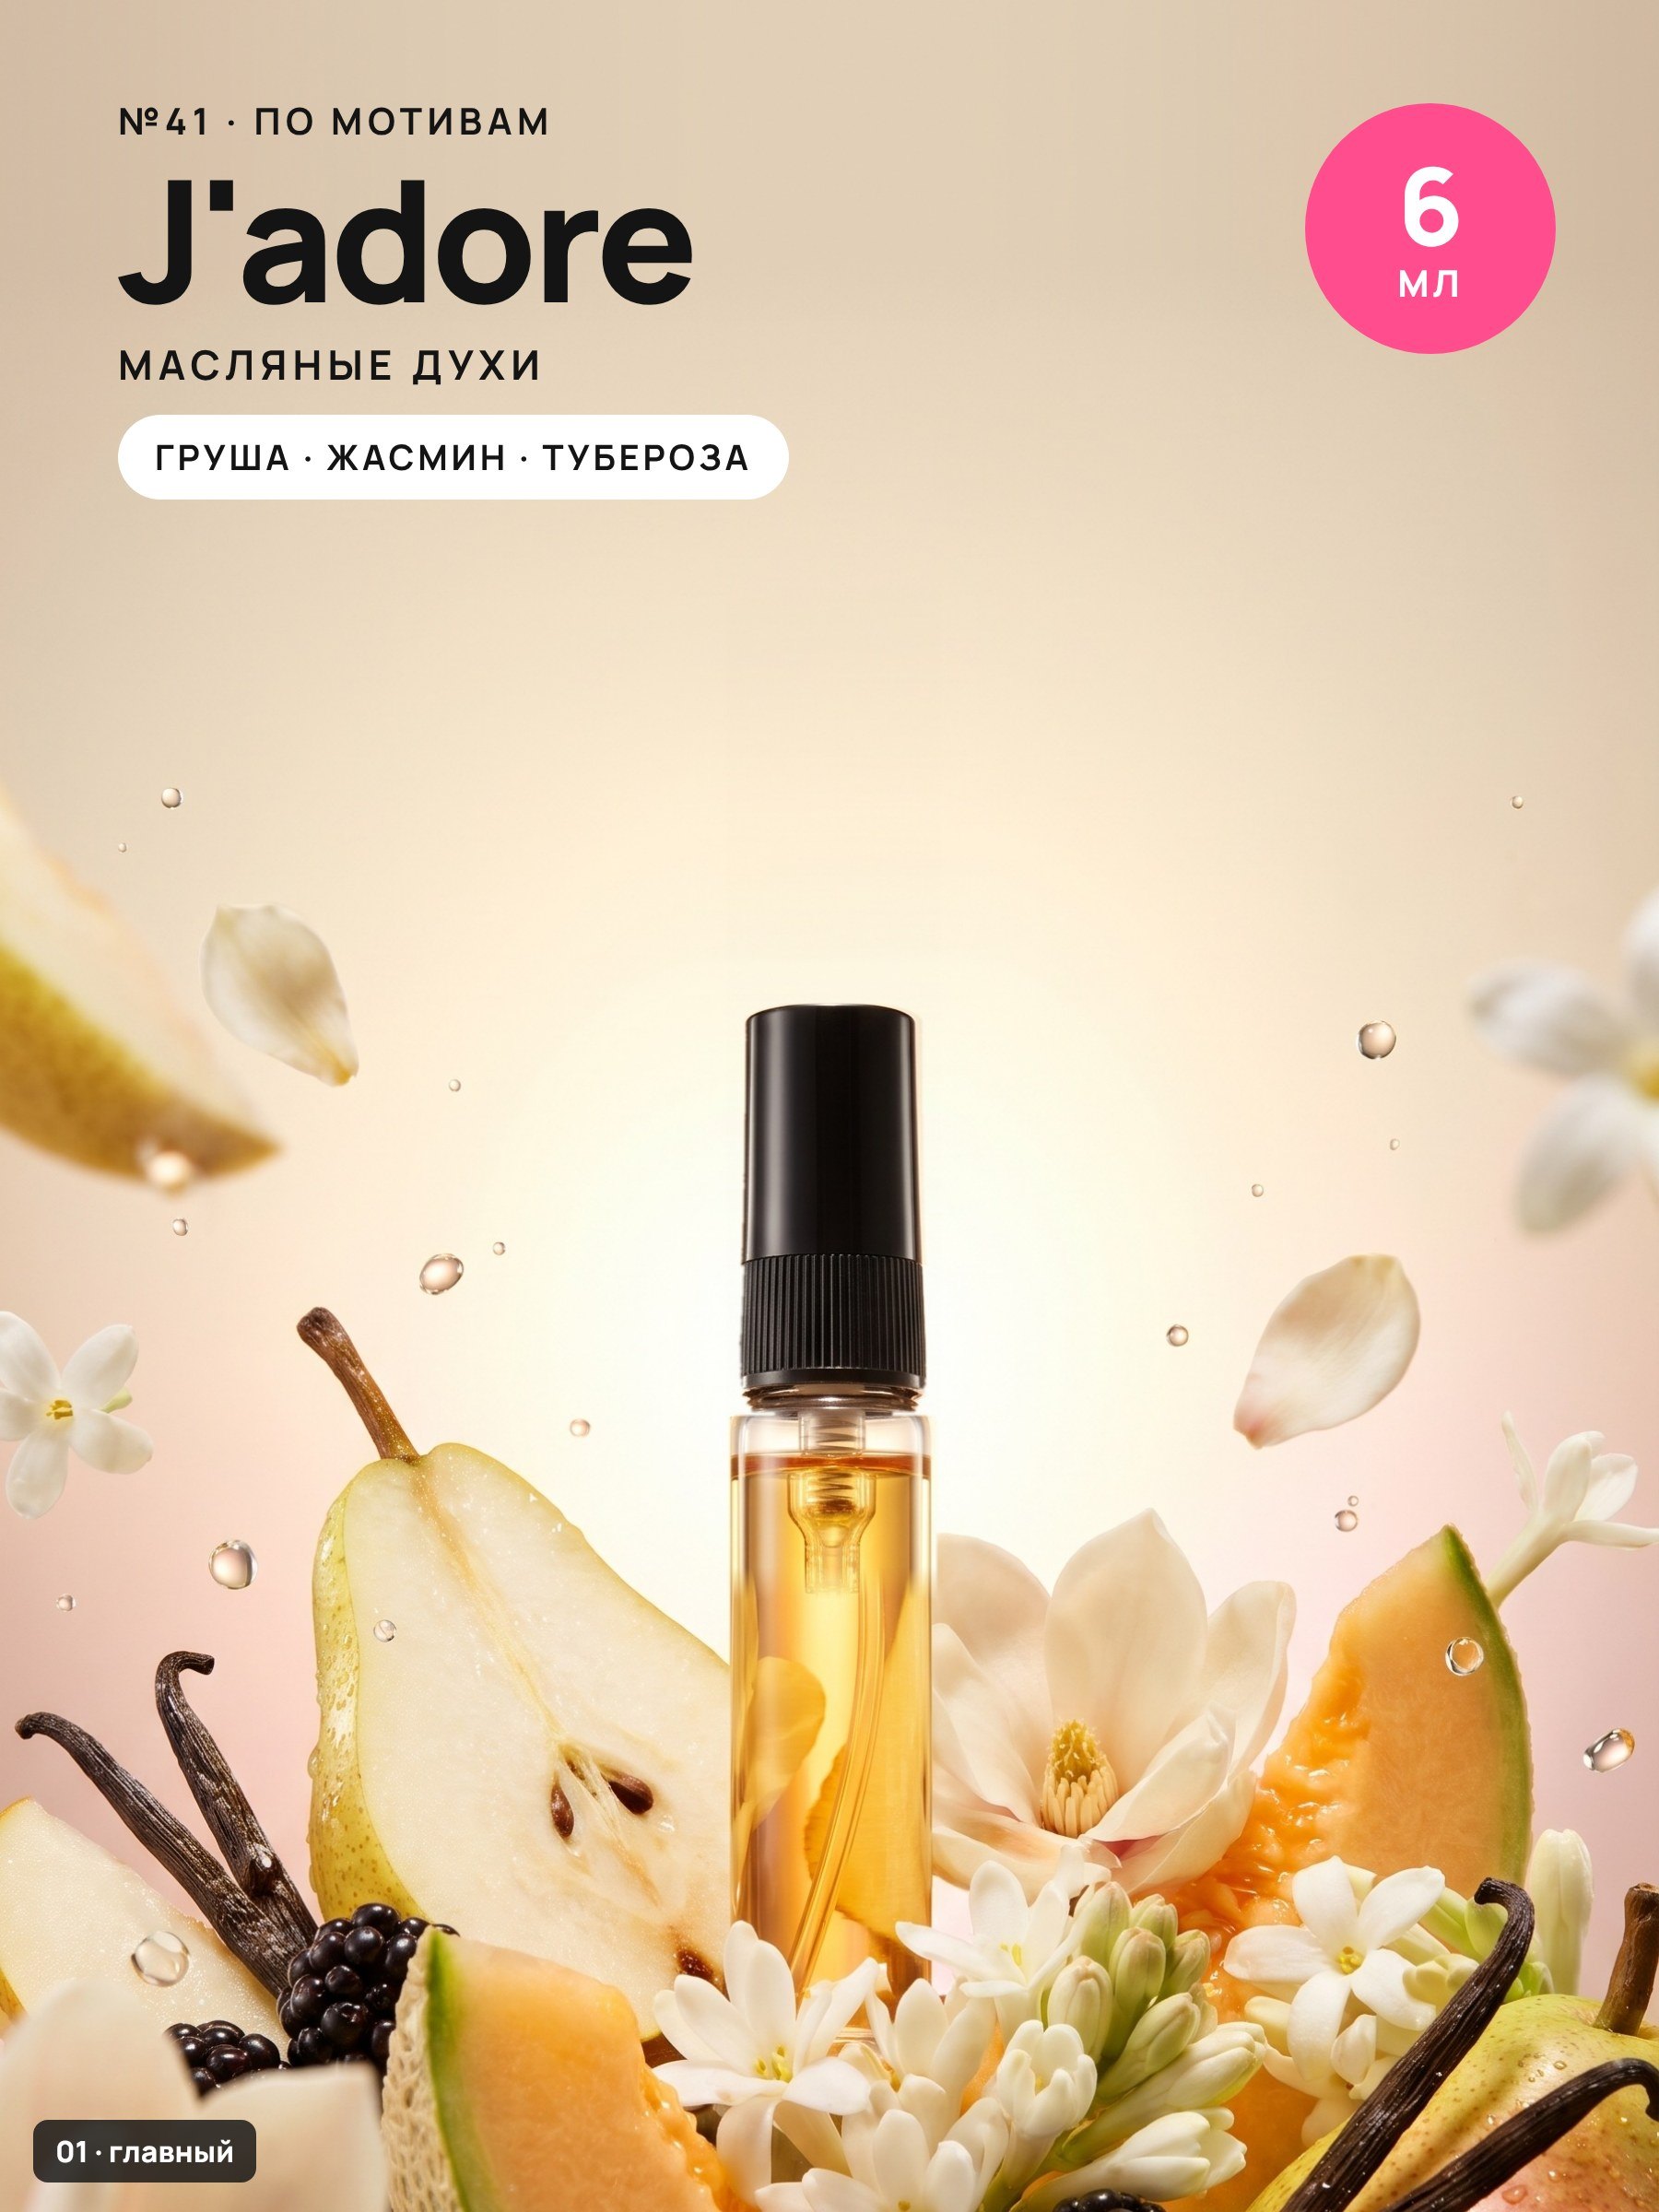 №41 · ПО МОТИВАМ
J'adore
МАСЛЯНЫЕ ДУХИ
ГРУША · ЖАСМИН · ТУБЕРОЗА
6
МЛ
01 · главный